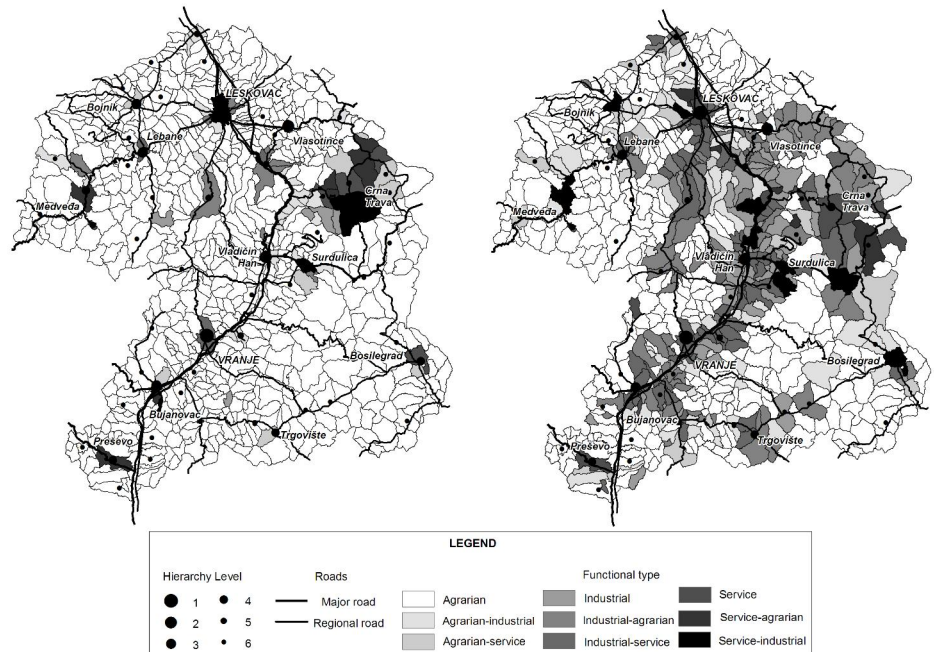 LESKOVAC
Bojnik
Vlasotince
Lebane
Medveđa
Crna
Trava
Vladičin
Han
Surdulica
VRANJE
Bosilegrad
Bujanovac
Trgovište
Preševo
LESKOVAC
Bojnik
Vlasotince
Lebane
Medveđa
Crna
Trava
Vladičin
Han
Surdulica
VRANJE
Bosilegrad
Bujanovac
Trgovište
Preševo
LEGEND
Hierarchy Level
Roads
Functional type
1
4
Major road
Agrarian
Industrial
Service
2
5
Regional road
Agrarian-industrial
Industrial-agrarian
Service-agrarian
3
6
Agrarian-service
Industrial-service
Service-industrial